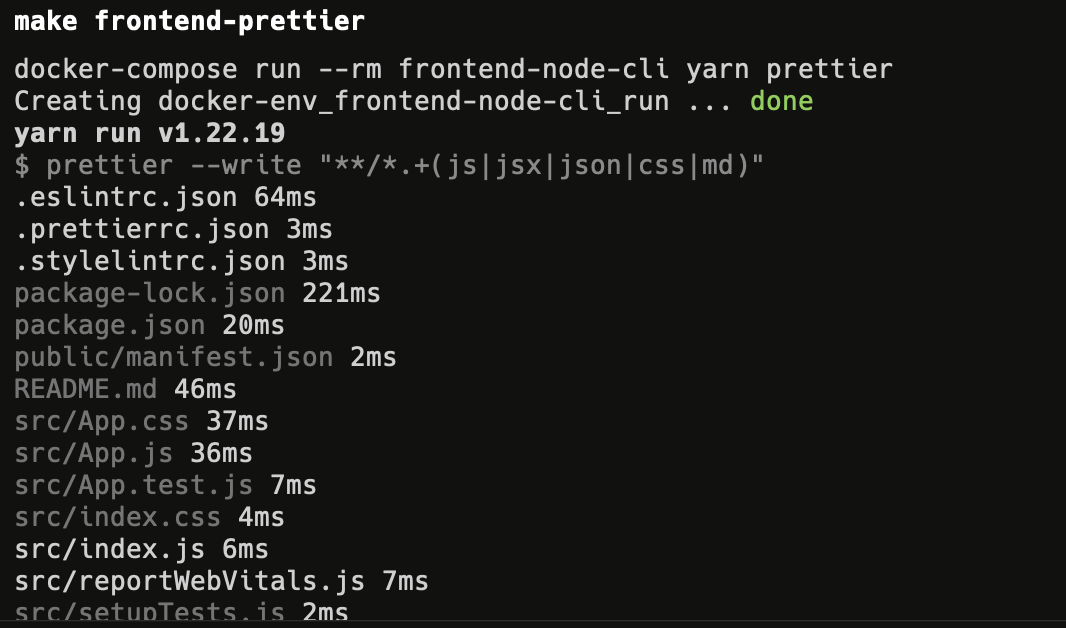 make frontend-prettier
docker-compose run --rm frontend-node-cli yarn prettier
Creating docker-env_frontend-node-cli_run ... done
yarn run v1.22.19
$ prettier --write "**/*.+(js|jsx|json|css|md)"
.eslintrc.json 64ms
.prettierrc.json 3ms
.stylelintrc.json 3ms
package-lock.json 221ms
package.json 20ms
public/manifest.json 2ms
README.md 46ms
src/App.css 37ms
src/App.js 36ms
src/App.test.js 7ms
src/index.css 4ms
src/index.js 6ms
src/reportWebVitals.js 7ms
src/setupTests.js 2ms